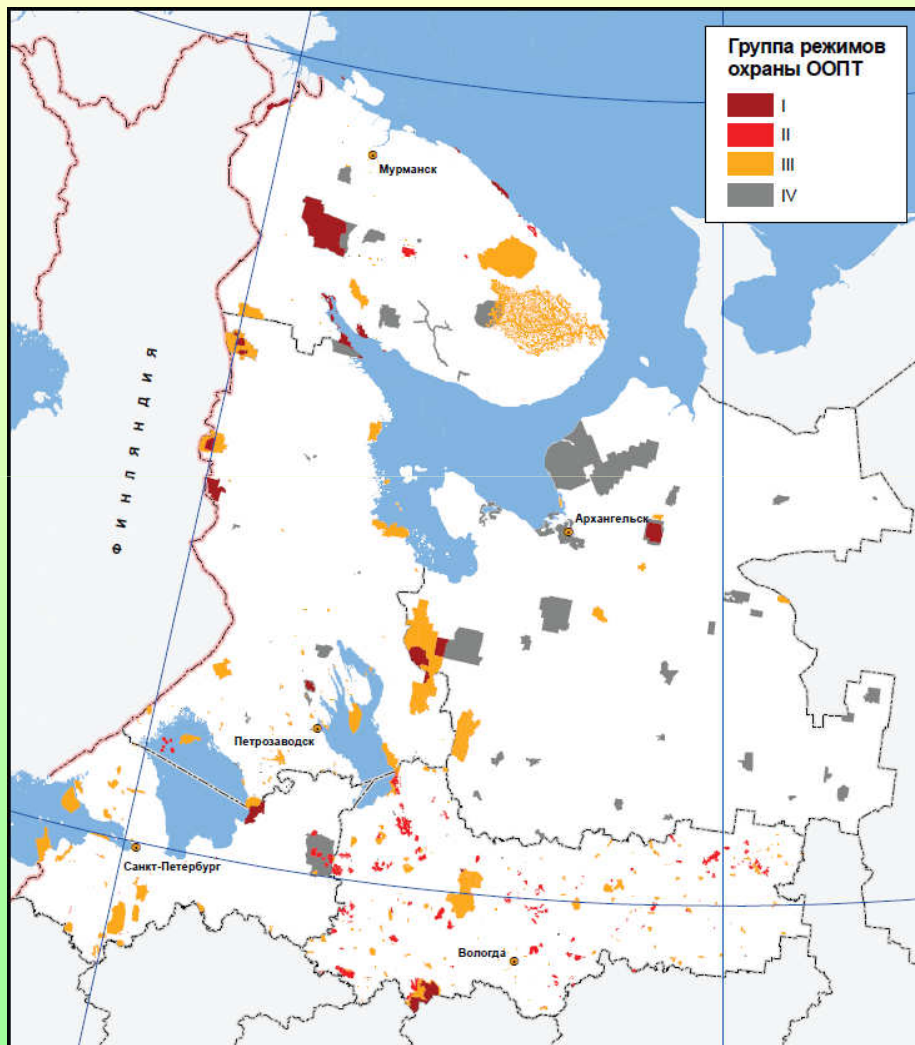 Группа режимов
охраны ООПТ
I
II
III
IV
Мурманск
ФИНЛЯНДИЯ
Архангельск
Петрозаводск
Санкт-Петербург
Вологда